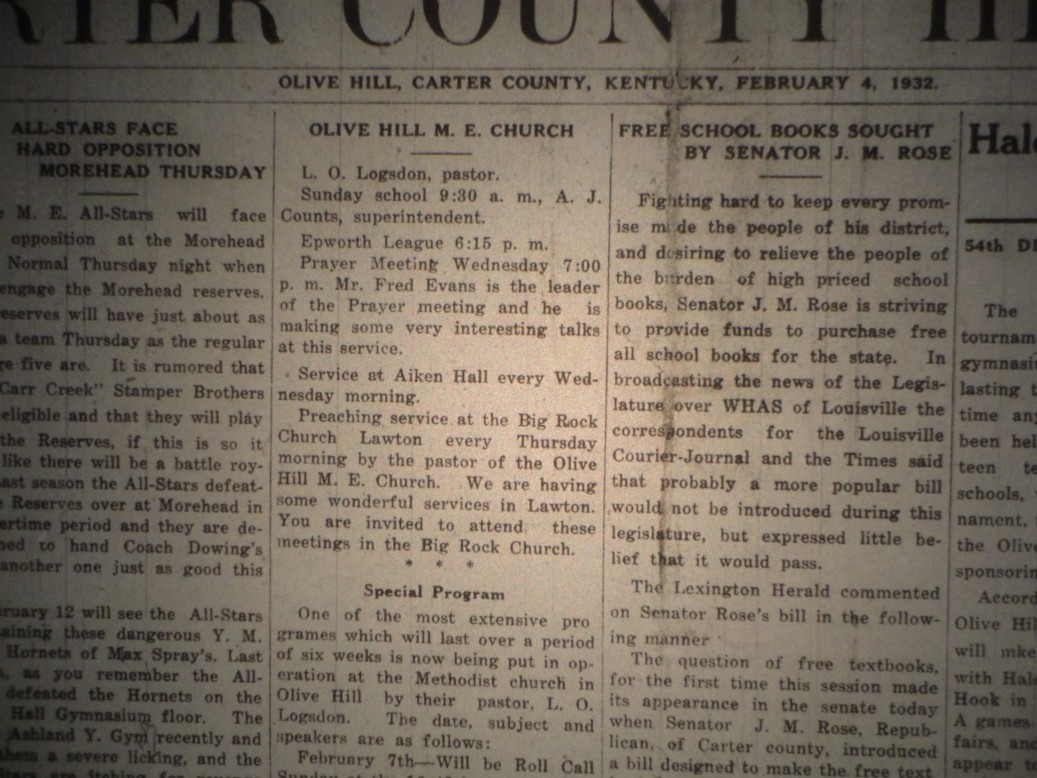 RTER COUNTY H
OLIVE HILL, CARTER COUNTY, KENTUCKY, FEBRUARY 4, 1932.
ALL-STARS FACE
HARD OPPOSITION
MOREHEAD THURSDAY
M. E. All-Stars will face
opposition at the Morehead
Normal Thursday night when
engage the Morehead reserves.
eserves will have just about as
a team Thursday as the regular
five are. It is rumored that
Carr Creek" Stamper Brothers
eligible and that they will play
the Reserves, if this is so it
like there will be a battle roy-
ast season the All-Stars defeat-
Reserves over at Morehead in
ertime period and they are de-
ned to hand Coach Dowing's
another one just as good this
ruary 12 will see the All-Stars
aining these dangerous Y. M.
Hornets of Max Spray's. Last
, as you remember the All-
defeated the Hornets on the
Hall Gymnasium floor. The
Ashland Y. Gym recently and
them a severe licking, and the
OLIVE HILL M. E. CHURCH
L. O. Logsdon, pastor.
Sunday school 9:30 a. m., A. J.
Counts, superintendent.
Epworth League 6:15 p. m.
Prayer Meeting Wednesday 7:00
p. m. Mr. Fred Evans is the leader
of the Prayer meeting and he is
making some very interesting talks
at this service.
Service at Aiken Hall every Wed-
nesday morning.
Preaching service at the Big Rock
Church Lawton every Thursday
morning by the pastor of the Olive
Hill M. E. Church. We are having
some wonderful services in Lawton.
You are invited to attend these
meetings in the Big Rock Church.
* * *
Special Program
One of the most extensive pro
grames which will last over a period
of six weeks is now being put in op-
eration at the Methodist church in
Olive Hill by their pastor, L. O.
Logsdon. The date, subject and
speakers are as follows:
February 7th—Will be Roll Call
FREE SCHOOL BOOKS SOUGHT
BY SENATOR J. M. ROSE
Fighting hard to keep every prom-
ise made the people of his district,
and desiring to relieve the people of
the burden of high priced school
books, Senator J. M. Rose is striving
to provide funds to purchase free
all school books for the state. In
broadcasting the news of the Legis-
lature over WHAS of Louisville the
correspondents for the Louisville
Courier-Journal and the Times said
that probably a more popular bill
would not be introduced during this
legislature, but expressed little be-
lief that it would pass.
The Lexington Herald commented
on Senator Rose's bill in the follow-
ing manner
The question of free textbooks,
for the first time this session made
its appearance in the senate today
when Senator J. M. Rose, Repub-
lican, of Carter county, introduced
a bill designed to make the free text
Hale
54th DI
The
tournam
gymnasiu
lasting t
time any
been hel
teen te
schools,
nament,
the Olive
sponsorin
Accord
Olive Hil
will mke
with Hale
Hook in
A games
fairs, and
appear to